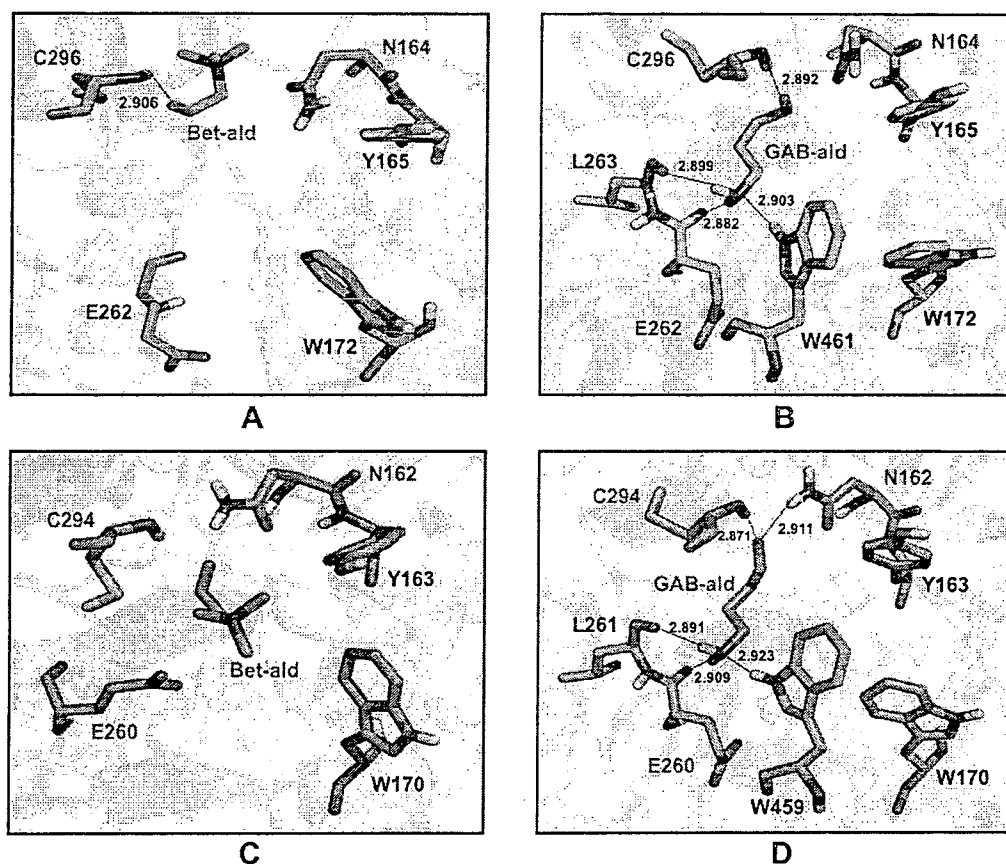 C296
N164
2.906
Bet-ald
Y165
E262
W172
A
C296
N164
2.892
Y165
L263
GAB-ald
2.899
2.903
2.882
E262
W461
W172
B
C294
N162
Y163
Bet-ald
E260
W170
C
C294
N162
2.871
2.911
GAB-ald
Y163
L261
2.891
2.923
2.909
E260
W459
W170
D